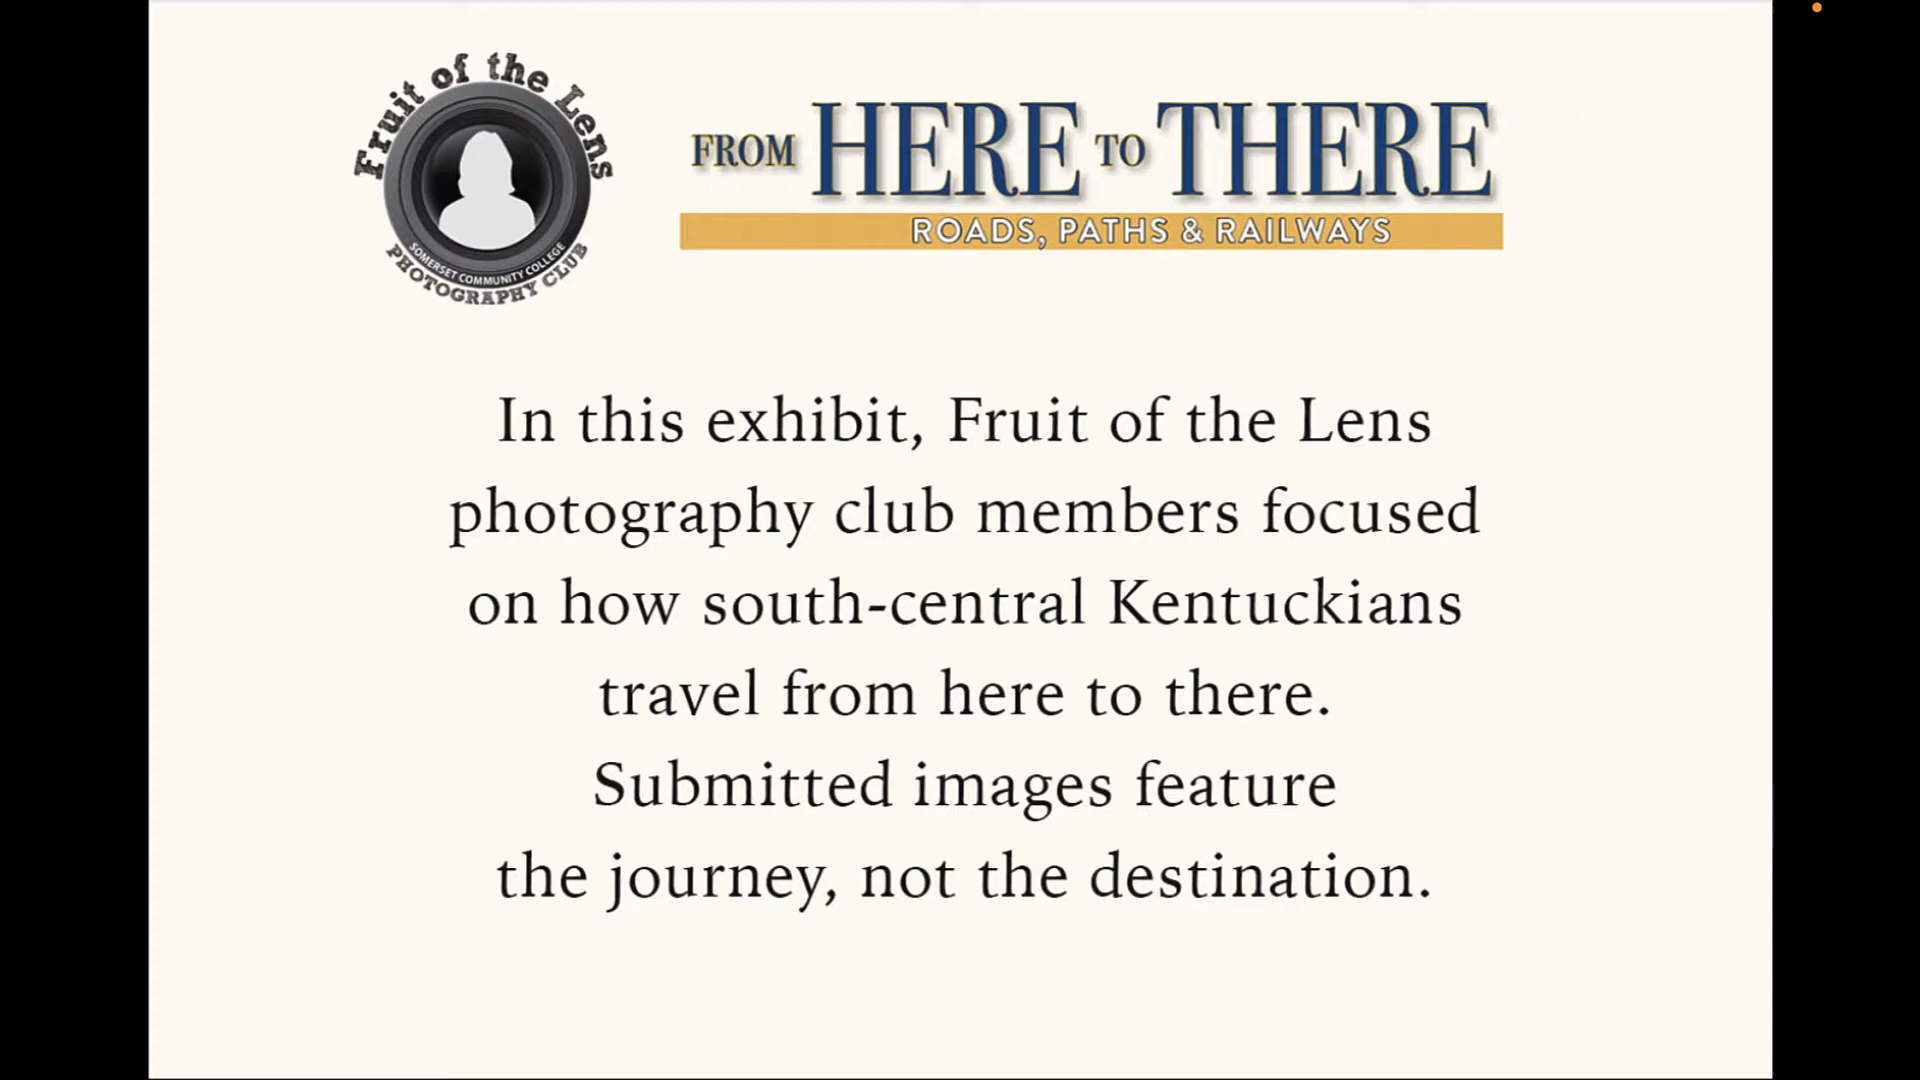 Fruit of the Lens
SOMERSET COMMUNITY COLLEGE
PHOTOGRAPHY CLUB
FROM HERE TO THERE
ROADS, PATHS & RAILWAYS
In this exhibit, Fruit of the Lens
photography club members focused
on how south-central Kentuckians
travel from here to there.
Submitted images feature
the journey, not the destination.